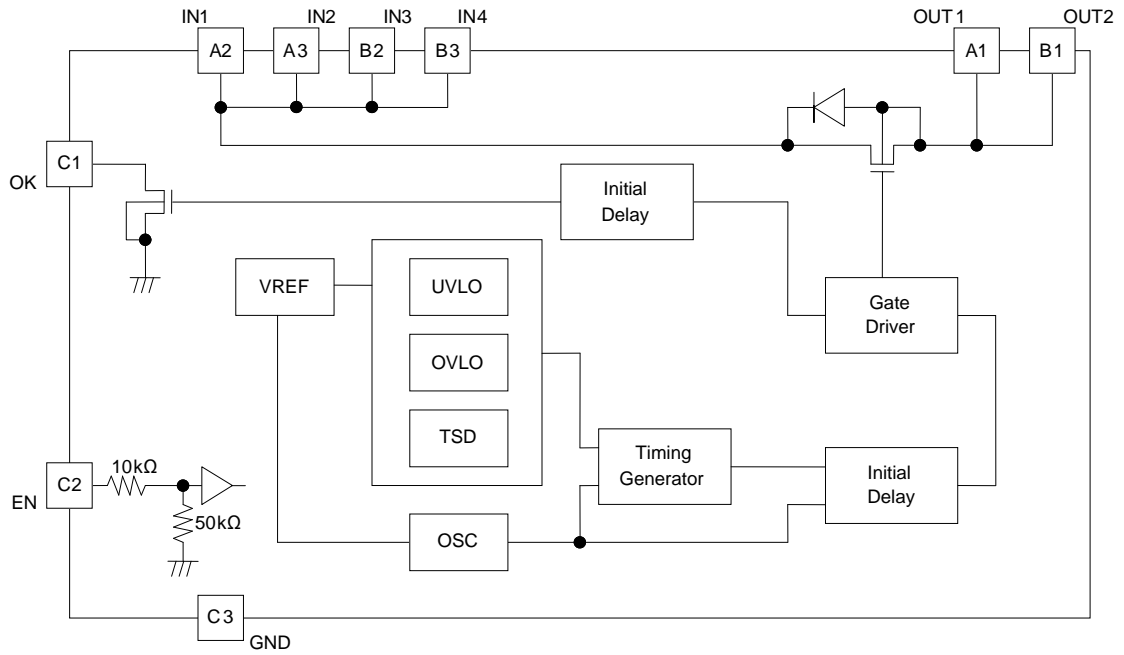 IN1 IN2 IN3 IN4 OUT1 OUT2
A2 A3 B2 B3 A1 B1
C1
OK
Initial
Delay
VREF
UVLO
OVLO
TSD
Gate
Driver
Timing
Generator
Initial
Delay
C2
EN
10kΩ
50kΩ
OSC
C3
GND